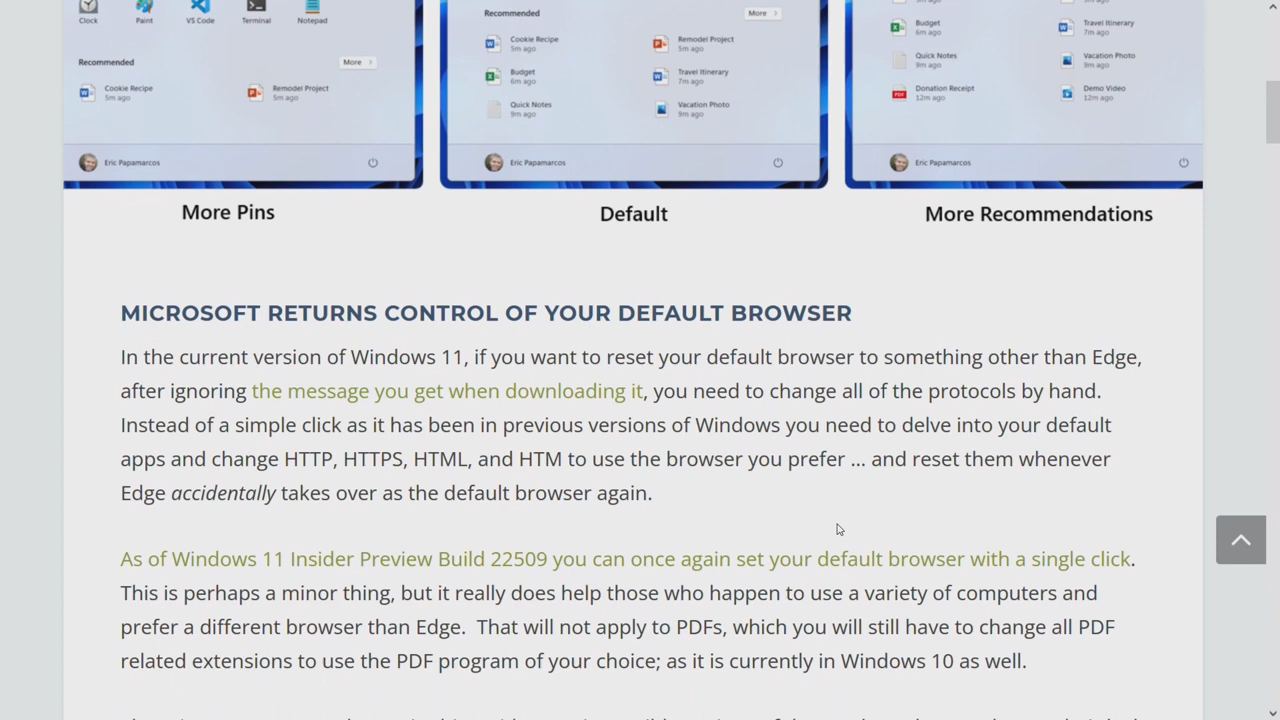 Clock Paint VS Code Terminal Notepad
Recommended More >
Cookie Recipe
5m ago
Remodel Project
5m ago
Eric Papamarcos
Recommended More >
Cookie Recipe
5m ago
Remodel Project
5m ago
Budget
6m ago
Travel Itinerary
7m ago
Quick Notes
9m ago
Vacation Photo
9m ago
Eric Papamarcos
Budget
6m ago
Travel Itinerary
7m ago
Quick Notes
9m ago
Vacation Photo
9m ago
Donation Receipt
12m ago
Demo Video
12m ago
Eric Papamarcos
More Pins
Default
More Recommendations
MICROSOFT RETURNS CONTROL OF YOUR DEFAULT BROWSER
In the current version of Windows 11, if you want to reset your default browser to something other than Edge,
after ignoring the message you get when downloading it, you need to change all of the protocols by hand.
Instead of a simple click as it has been in previous versions of Windows you need to delve into your default
apps and change HTTP, HTTPS, HTML, and HTM to use the browser you prefer … and reset them whenever
Edge accidentally takes over as the default browser again.
As of Windows 11 Insider Preview Build 22509 you can once again set your default browser with a single click.
This is perhaps a minor thing, but it really does help those who happen to use a variety of computers and
prefer a different browser than Edge.  That will not apply to PDFs, which you will still have to change all PDF
related extensions to use the PDF program of your choice; as it is currently in Windows 10 as well.